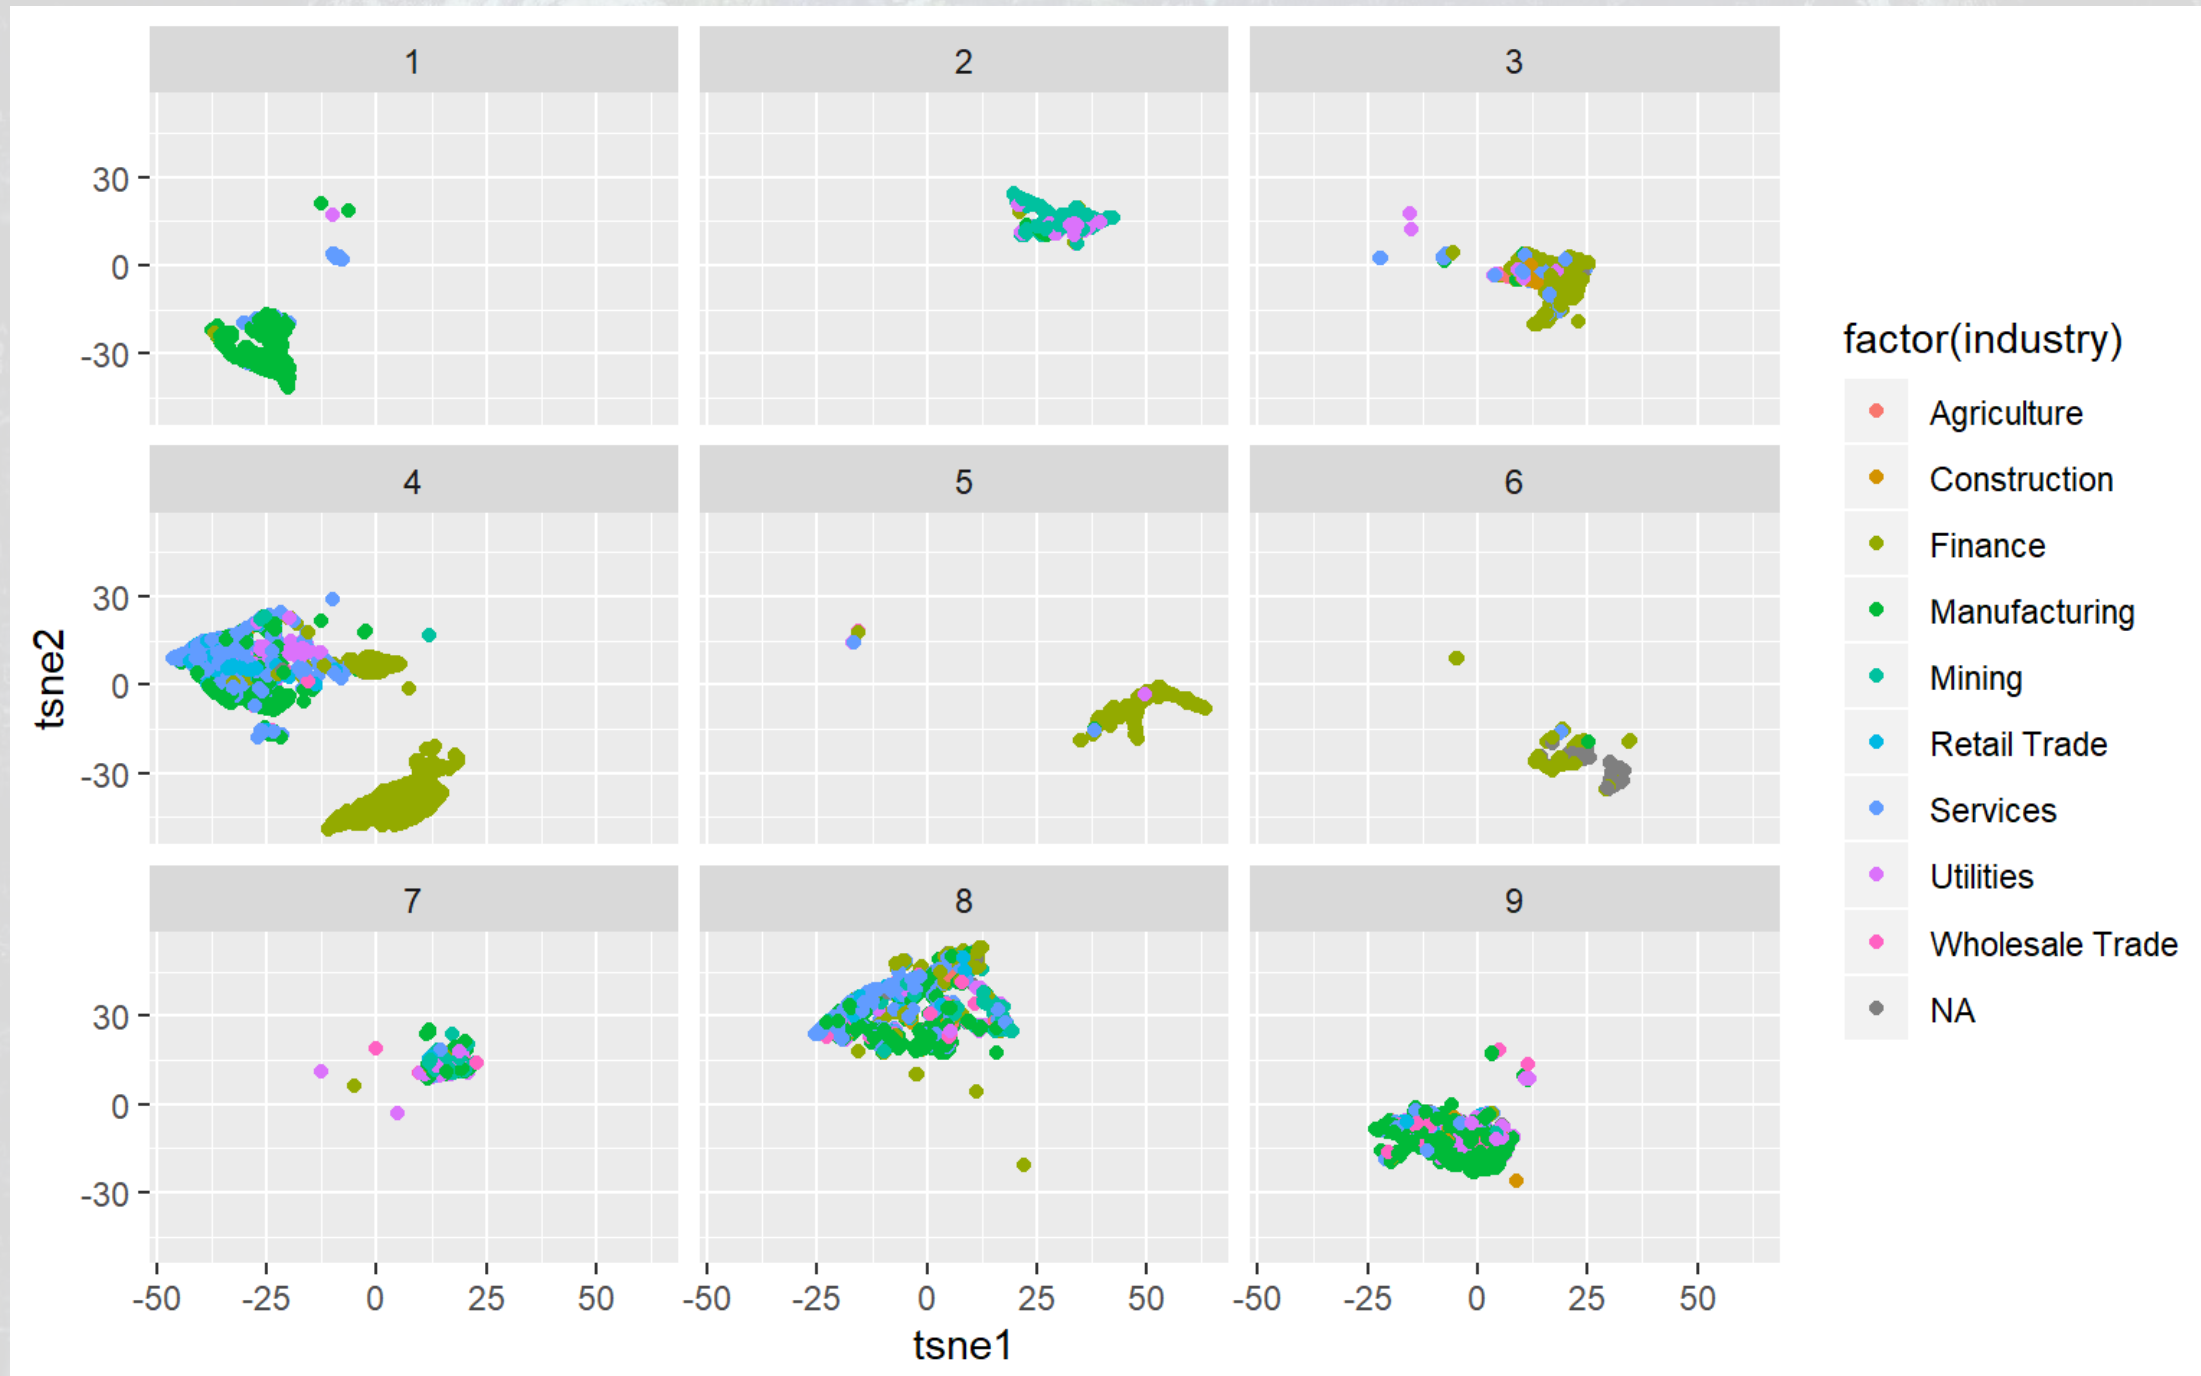 1 2 3
30
0
-30
4 5 6
30
0
-30
7 8 9
30
0
-30
-50 -25 0 25 50 -50 -25 0 25 50 -50 -25 0 25 50
tsne1
tsne2
factor(industry)
Agriculture
Construction
Finance
Manufacturing
Mining
Retail Trade
Services
Utilities
Wholesale Trade
NA